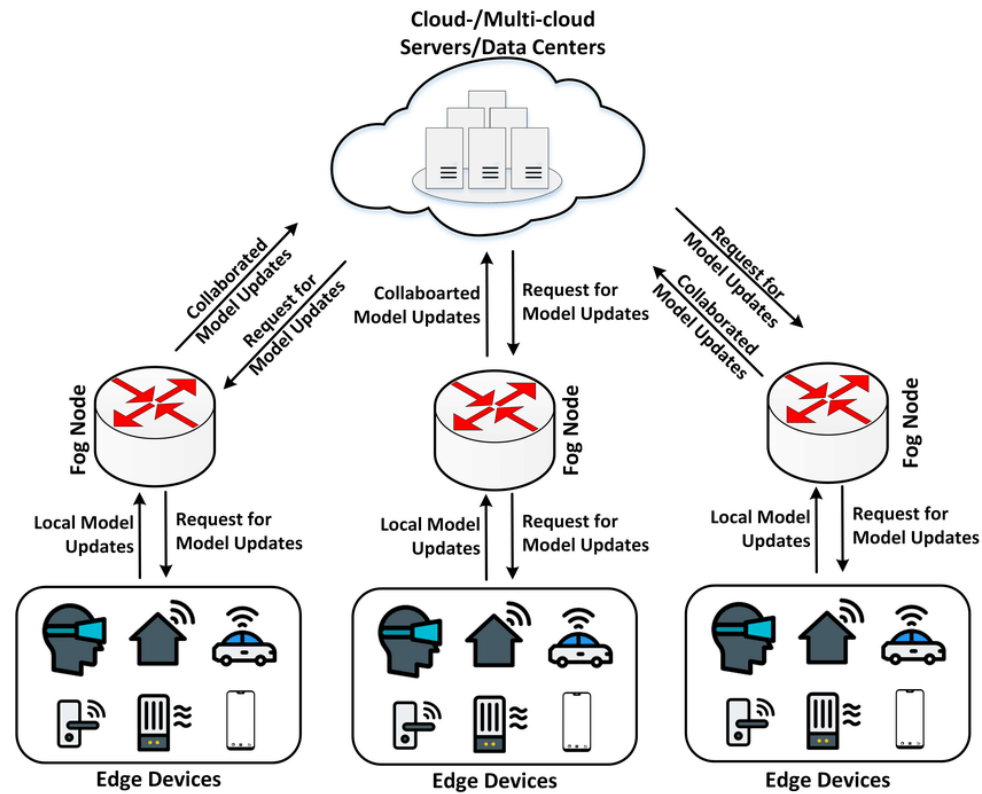 Cloud-/Multi-cloud
Servers/Data Centers
Collaborated
Model Updates
Request for
Model Updates
Collaboarted
Model Updates
Request for
Model Updates
Request for
Model Updates
Collaborated
Model Updates
Fog Node
Fog Node
Fog Node
Local Model
Updates
Request for
Model Updates
Local Model
Updates
Request for
Model Updates
Local Model
Updates
Request for
Model Updates
Edge Devices
Edge Devices
Edge Devices